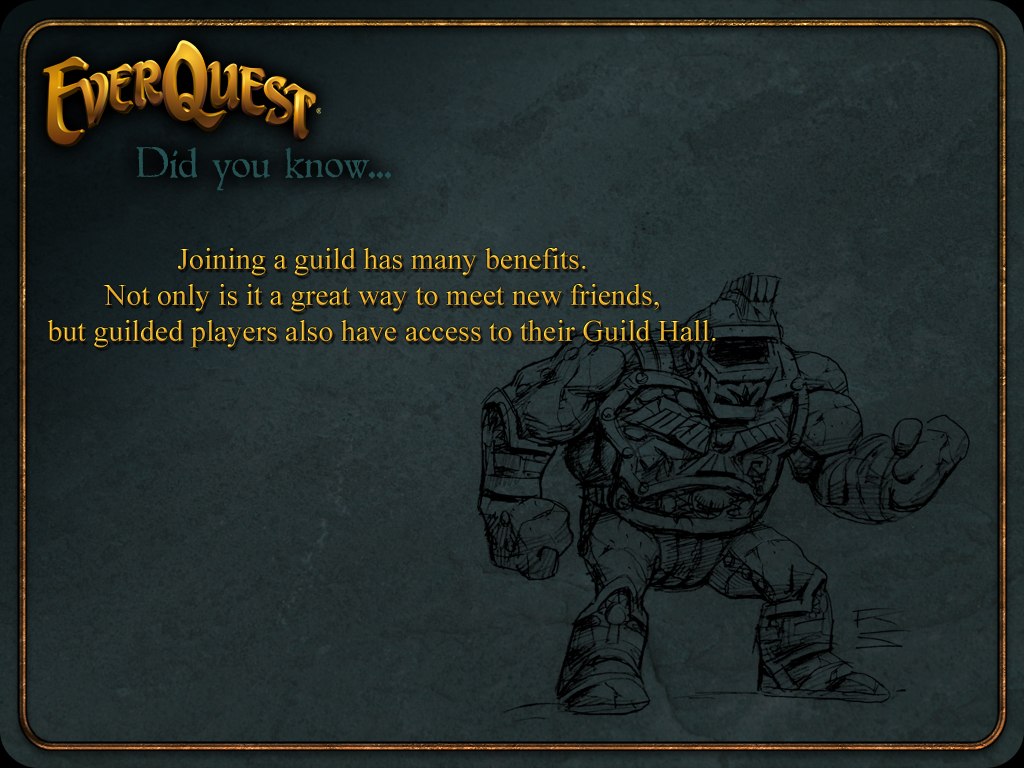 EverQuest®
Did you know...
Joining a guild has many benefits.
Not only is it a great way to meet new friends,
but guilded players also have access to their Guild Hall.